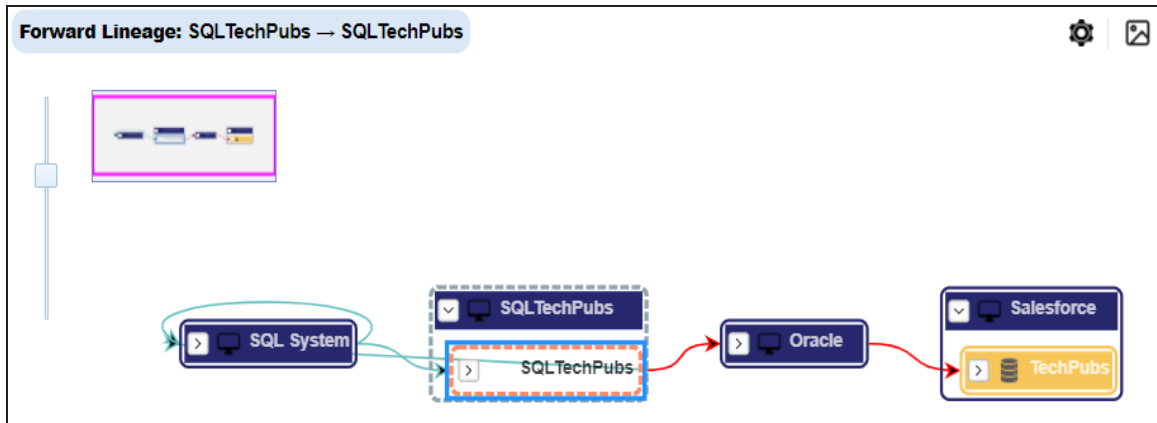 Forward Lineage: SQLTechPubs → SQLTechPubs
SQL System
SQLTechPubs
SQLTechPubs
Oracle
Salesforce
TechPubs